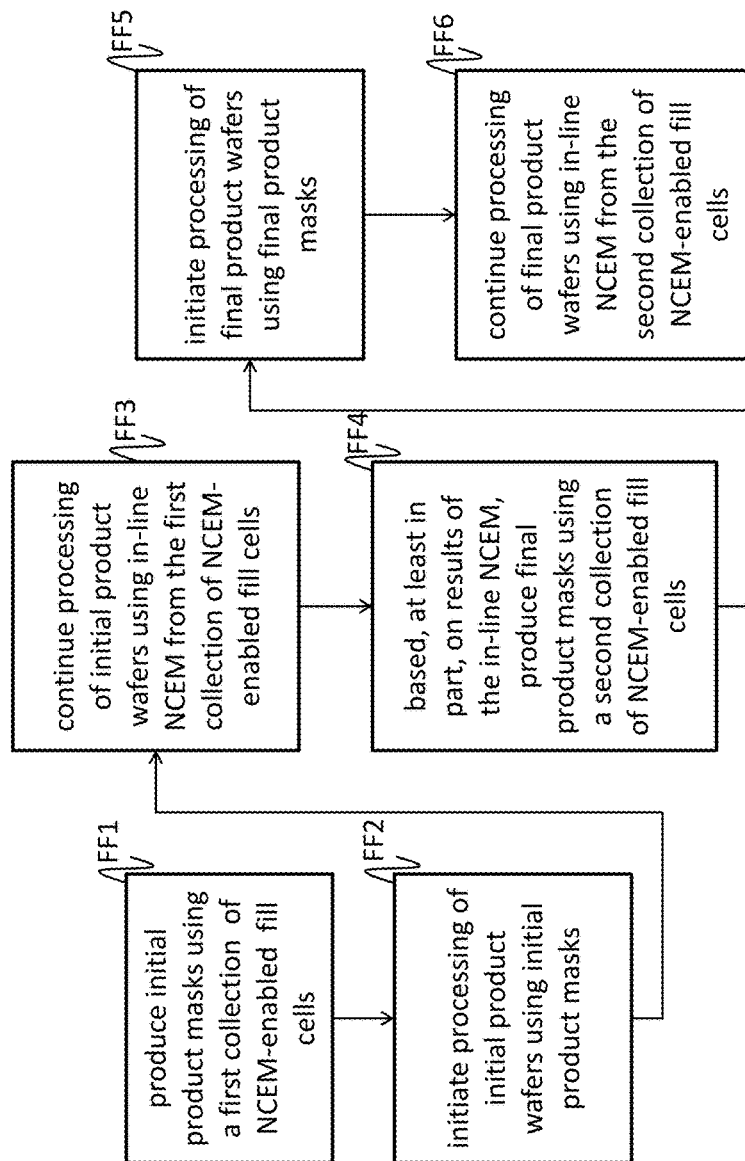 FF1
produce initial
product masks using
a first collection of
NCEM-enabled fill
cells
FF2
initiate processing of
initial product
wafers using initial
product masks
FF3
continue processing
of initial product
wafers using in-line
NCEM from the first
collection of NCEM-
enabled fill cells
FF4
based, at least in
part, on results of
the in-line NCEM,
produce final
product masks using
a second collection
of NCEM-enabled fill
cells
FF5
initiate processing of
final product wafers
using final product
masks
FF6
continue processing
of final product
wafers using in-line
NCEM from the
second collection of
NCEM-enabled fill
cells